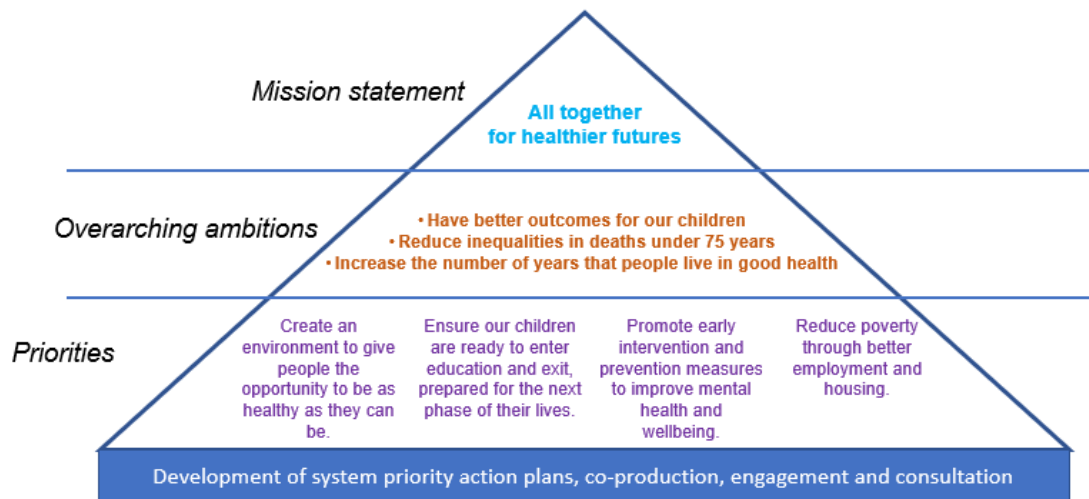 Mission statement
All together
for healthier futures
Overarching ambitions
• Have better outcomes for our children
• Reduce inequalities in deaths under 75 years
• Increase the number of years that people live in good health
Priorities
Create an
environment to give
people the
opportunity to be as
healthy as they can
be.
Ensure our children
are ready to enter
education and exit,
prepared for the next
phase of their lives.
Promote early
intervention and
prevention measures
to improve mental
health and
wellbeing.
Reduce poverty
through better
employment and
housing.
Development of system priority action plans, co-production, engagement and consultation